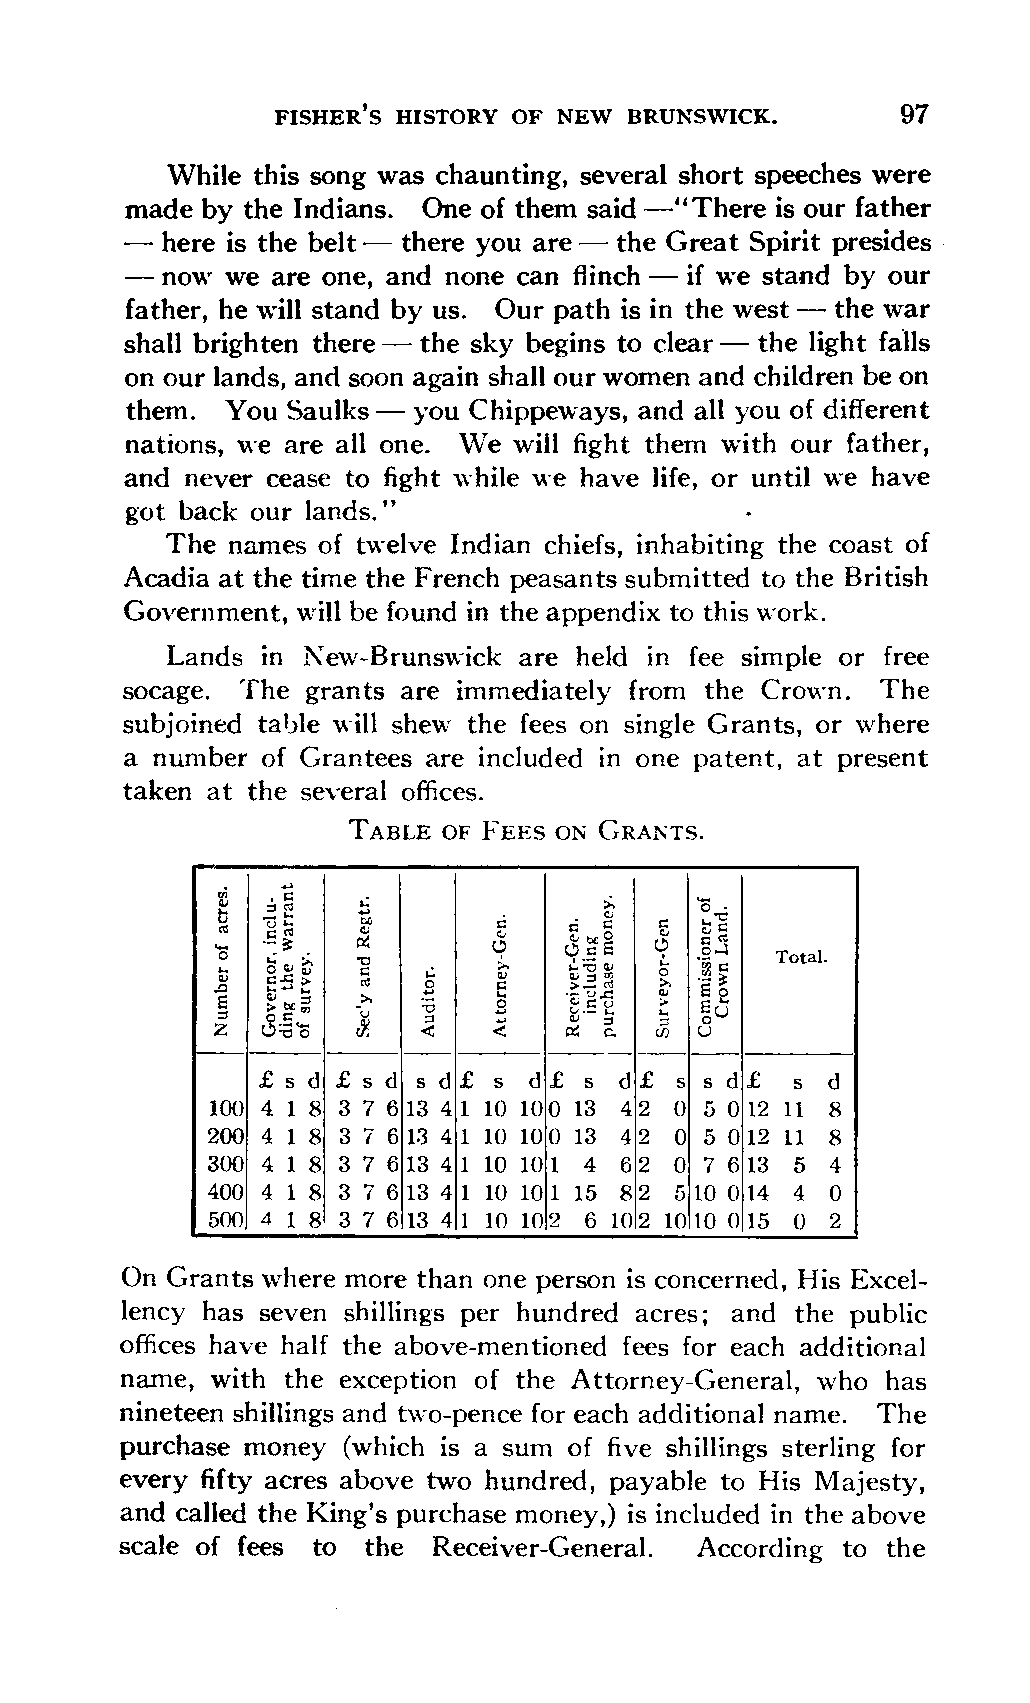 FISHER'S HISTORY OF NEW BRUNSWICK. 97
While this song was chaunting, several short speeches were
made by the Indians. One of them said —"There is our father
— here is the belt — there you are — the Great Spirit presides
— now we are one, and none can flinch — if we stand by our
father, he will stand by us. Our path is in the west — the war
shall brighten there — the sky begins to clear — the light falls
on our lands, and soon again shall our women and children be on
them. You Saulks — you Chippeways, and all you of different
nations, we are all one. We will fight them with our father,
and never cease to fight while we have life, or until we have
got back our lands."
The names of twelve Indian chiefs, inhabiting the coast of
Acadia at the time the French peasants submitted to the British
Government, will be found in the appendix to this work.
Lands in New-Brunswick are held in fee simple or free
socage. The grants are immediately from the Crown. The
subjoined table will shew the fees on single Grants, or where
a number of Grantees are included in one patent, at present
taken at the several offices.
TABLE OF FEES ON GRANTS.
Number of acres.
Governor, inclu-
ding the warrant
of survey.
Sec'y and Regtr.
Auditor.
Attorney-Gen.
Receiver-Gen.
including
purchase money.
Surveyor-Gen
Commissioner of
Crown Land.
Total.
£ s d £ s d s d £ s d £ s d £ s s d £ s d
100 4 1 8 3 7 6 13 4 1 10 10 0 13 4 2 0 5 0 12 11 8
200 4 1 8 3 7 6 13 4 1 10 10 0 13 4 2 0 5 0 12 11 8
300 4 1 8 3 7 6 13 4 1 10 10 1 4 6 2 0 7 6 13 5 4
400 4 1 8 3 7 6 13 4 1 10 10 1 15 8 2 5 10 0 14 4 0
500 4 1 8 3 7 6 13 4 1 10 10 2 6 10 2 10 10 0 15 0 2
On Grants where more than one person is concerned, His Excel-
lency has seven shillings per hundred acres; and the public
offices have half the above-mentioned fees for each additional
name, with the exception of the Attorney-General, who has
nineteen shillings and two-pence for each additional name. The
purchase money (which is a sum of five shillings sterling for
every fifty acres above two hundred, payable to His Majesty,
and called the King's purchase money,) is included in the above
scale of fees to the Receiver-General. According to the